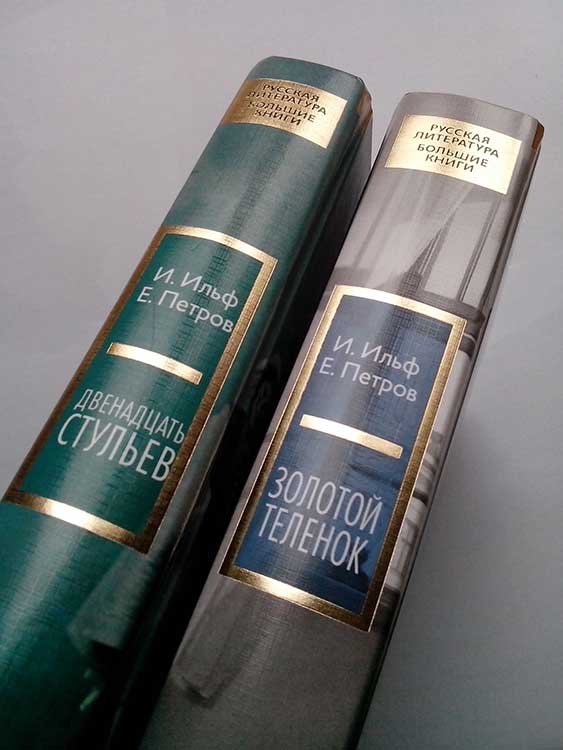 РУССКАЯ
ЛИТЕРАТУРА
БОЛЬШИЕ
КНИГИ
И. Ильф
Е. Петров
ДВЕНАДЦАТЬ
СТУЛЬЕВ
РУССКАЯ
ЛИТЕРАТУРА
БОЛЬШИЕ
КНИГИ
И. Ильф
Е. Петров
ЗОЛОТОЙ
ТЕЛЕНОК